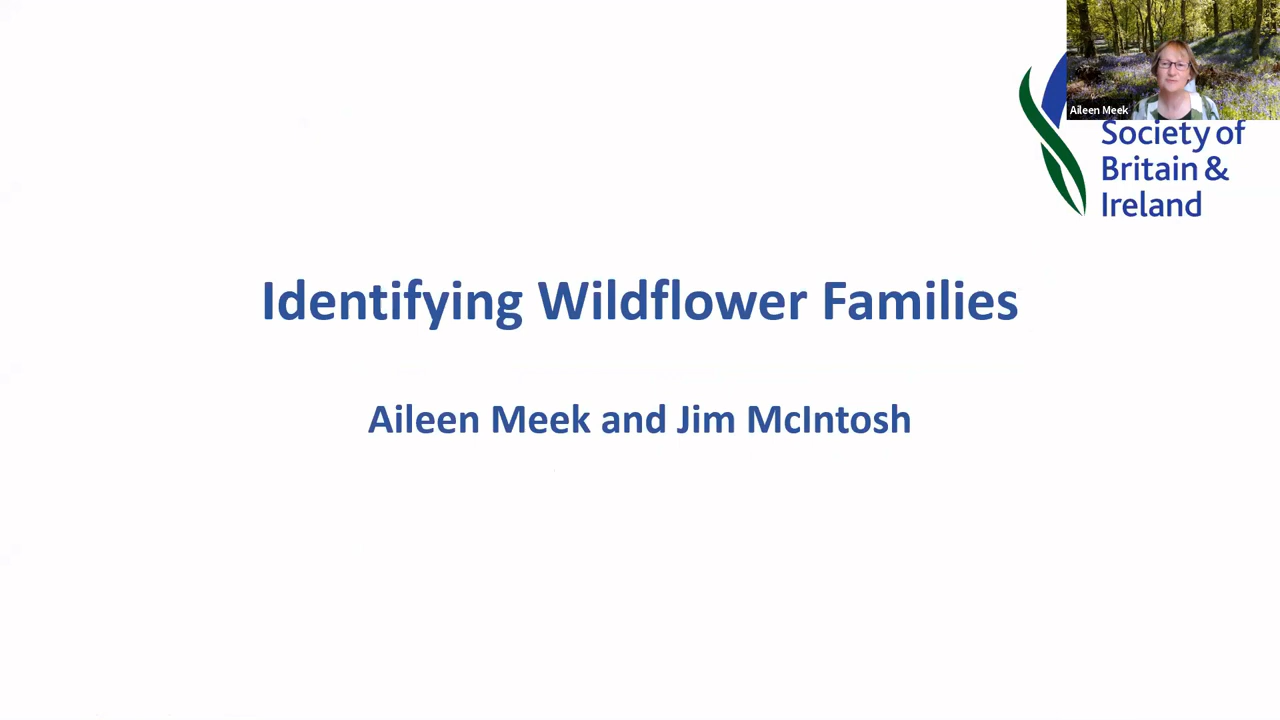 Aileen Meek
Society of
Britain &
Ireland
Identifying Wildflower Families
Aileen Meek and Jim McIntosh